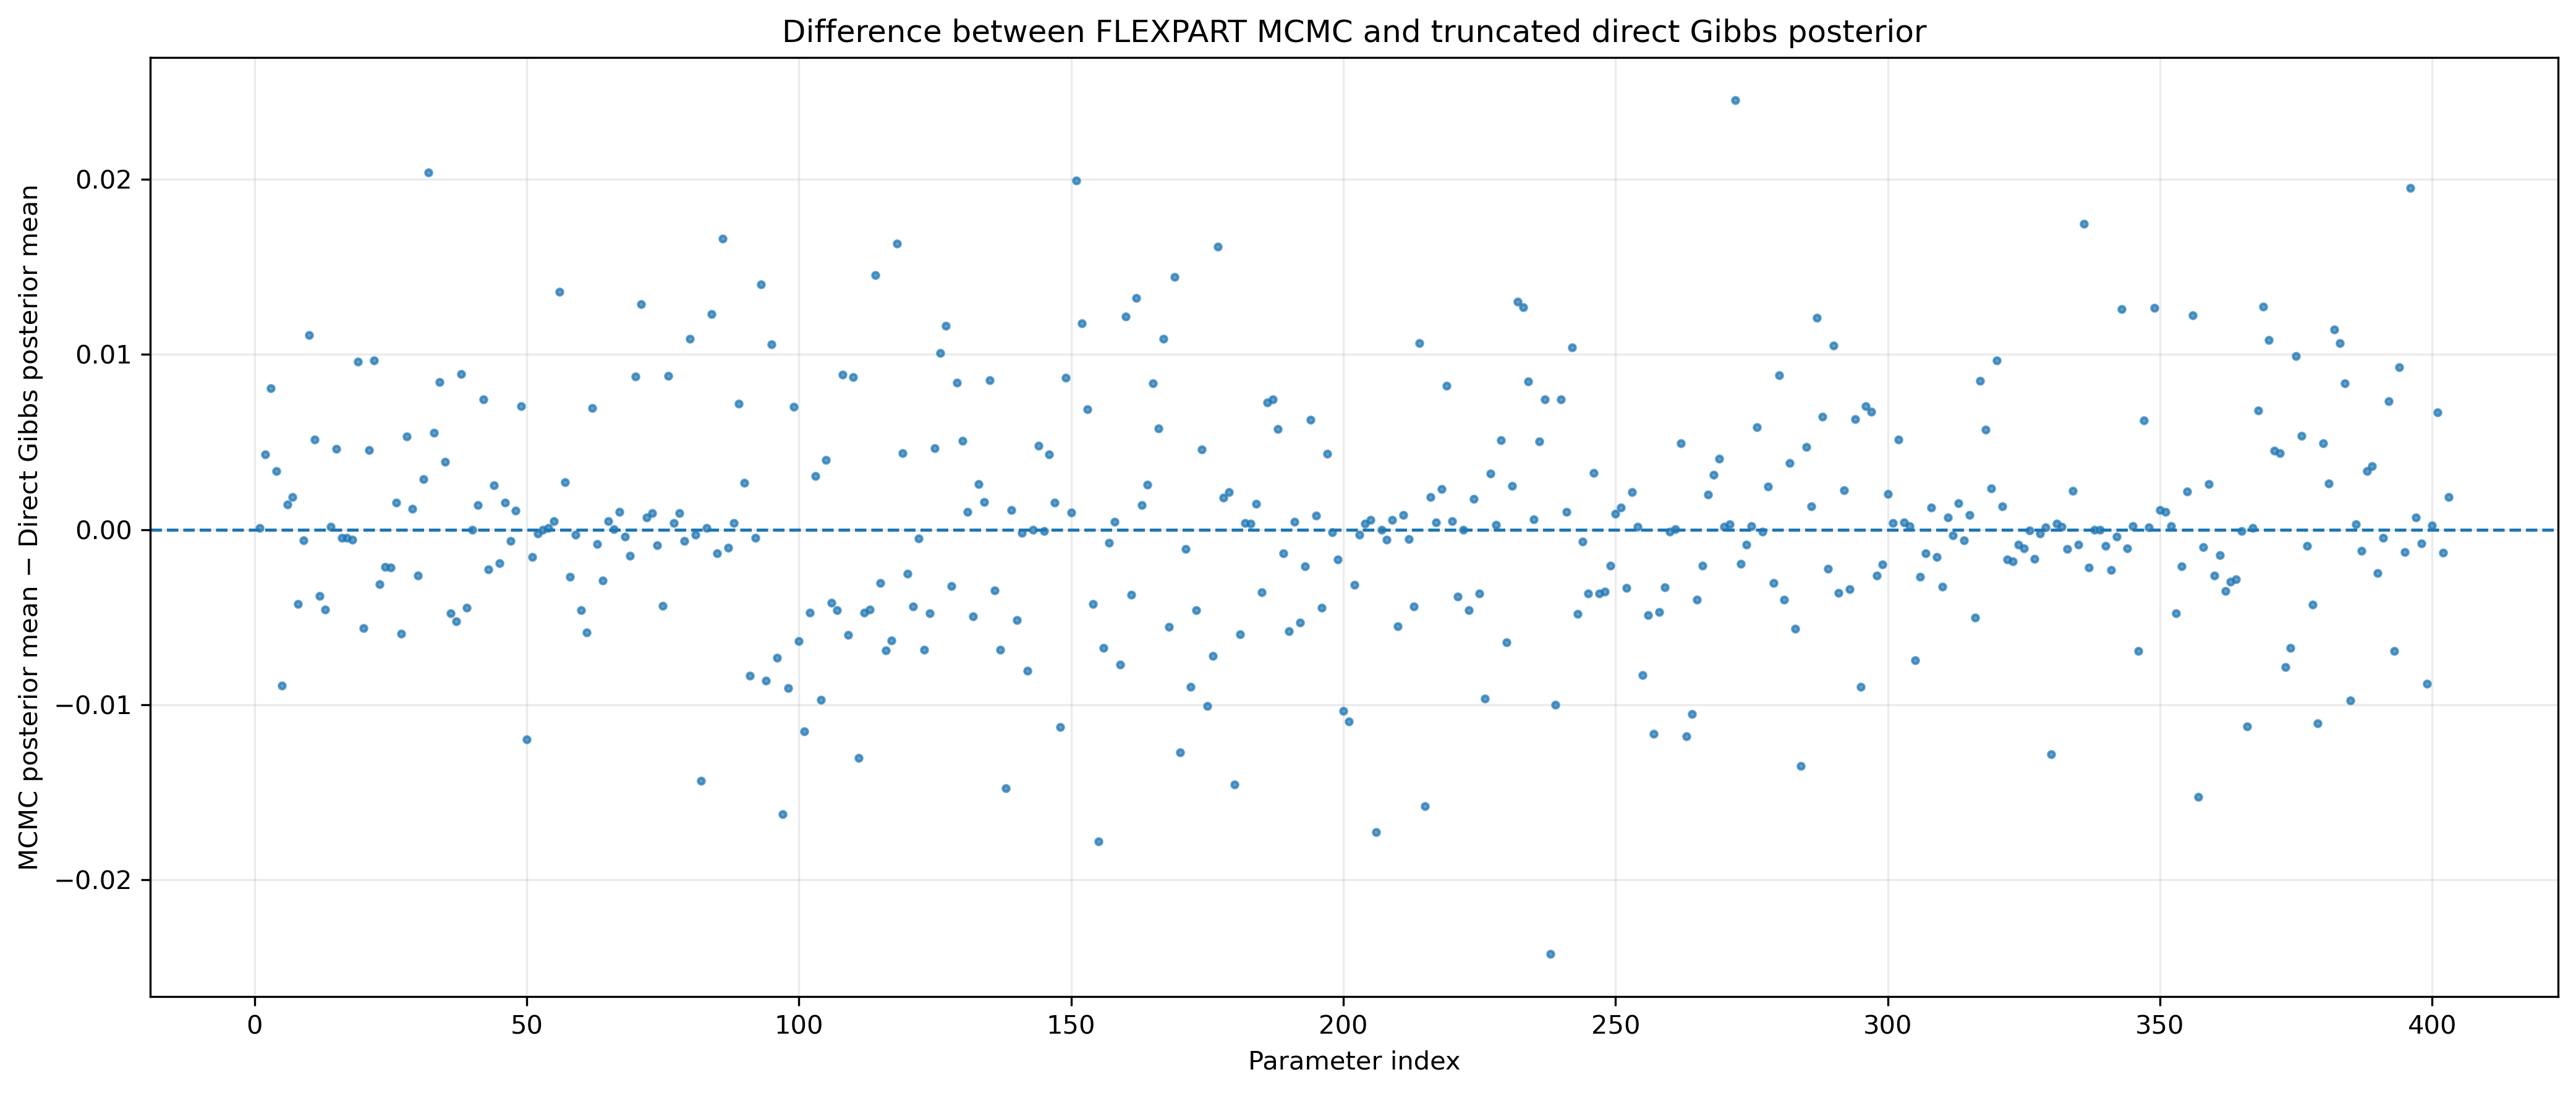 Difference between FLEXPART MCMC and truncated direct Gibbs posterior
MCMC posterior mean − Direct Gibbs posterior mean
0.02
0.01
0.00
−0.01
−0.02
0 50 100 150 200 250 300 350 400
Parameter index